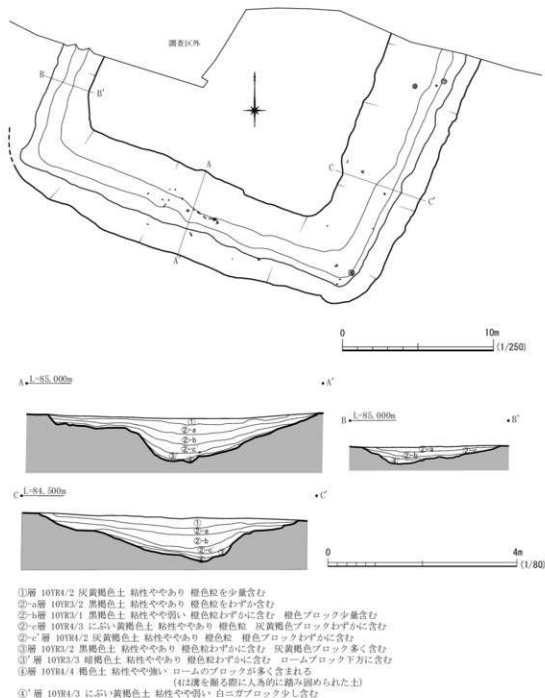 調査区外
B
B'
A
C
C'
A'
0 10m
(1/250)
A L=85,000m A'
①
②-a
②-b
②-c
③
B L=85,000m B'
②-a
②-b
②-c
C L=84,500m C'
①
②-a
②-b
②-c
③
0 4m
(1/80)
①層 10YR4/2 灰黄褐色土 粘性ややあり 橙色粒を少量含む
②-a層 10YR3/2 黒褐色土 粘性ややあり 橙色粒をわずか含む
②-b層 10YR3/1 黒褐色土 粘性やや弱い 橙色粒わずかに含む 橙色ブロック少量含む
②-c層 10YR4/3 にぶい黄褐色土 粘性ややあり 橙色粒 灰黄褐色ブロックわずかに含む
②-c'層 10YR4/2 灰黄褐色土 粘性ややあり 橙色粒 橙色ブロックわずかに含む
③層 10YR3/2 黒褐色土 粘性ややあり 橙色粒わずかに含む 灰黄褐色ブロック多く含む
③'層 10YR3/3 暗褐色土 粘性ややあり 橙色粒わずかに含む ロームブロック下方に含む
④層 10YR4/4 褐色土 粘性やや強い ロームのブロックが多く含まれる
(4は溝を掘る際に人為的に踏み固められた土)
④'層 10YR4/3 にぶい黄褐色土 粘性やや弱い 白ニガブロック少し含む